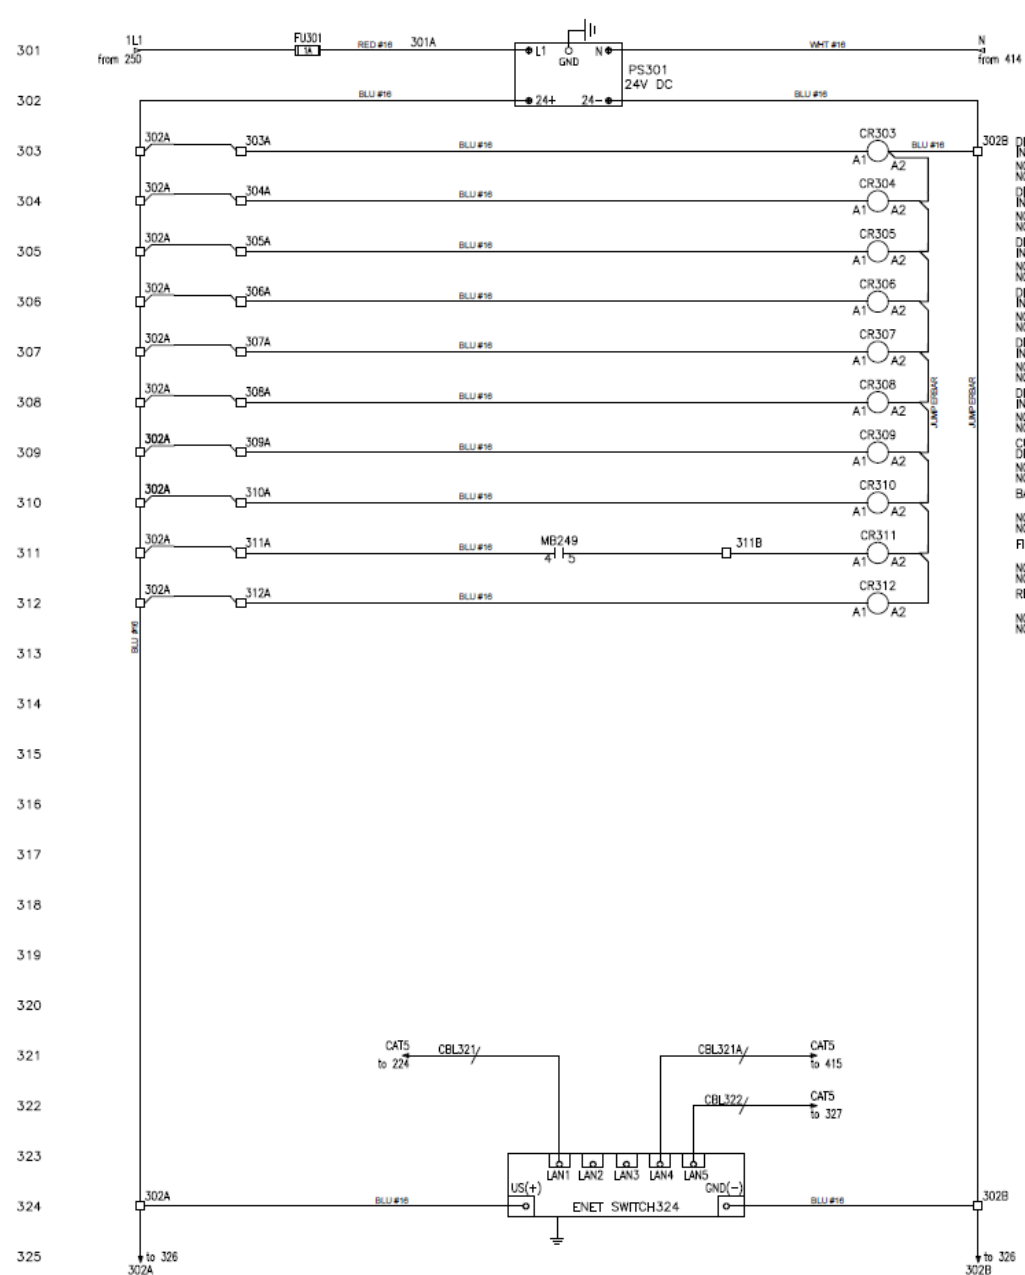 301 1L1 from 250 FU301 1A RED #16 301A L1 GND N WHT #16 N from 414
PS301
24V DC
302 BLU #16 24+ 24- BLU #16
303 302A 303A BLU #16 CR303 A1 A2 BLU #16 302B
304 302A 304A BLU #16 CR304 A1 A2
305 302A 305A BLU #16 CR305 A1 A2
306 302A 306A BLU #16 CR306 A1 A2
307 302A 307A BLU #16 CR307 A1 A2
308 302A 308A BLU #16 CR308 A1 A2 JUMPERBAR JUMPERBAR
309 302A 309A BLU #16 CR309 A1 A2
310 302A 310A BLU #16 CR310 A1 A2
311 302A 311A BLU #16 MB249 4 5 311B CR311 A1 A2
312 302A 312A BLU #16 CR312 A1 A2
BLU #16
313
314
315
316
317
318
319
320
321 CAT5 to 224 CBL321 CBL321A CAT5 to 415
322 CBL322 CAT5 to 327
323 LAN1 LAN2 LAN3 LAN4 LAN5
US(+) GND(-)
324 302A BLU #16 ENET SWITCH324 BLU #16 302B
325 to 326 302A to 326 302B